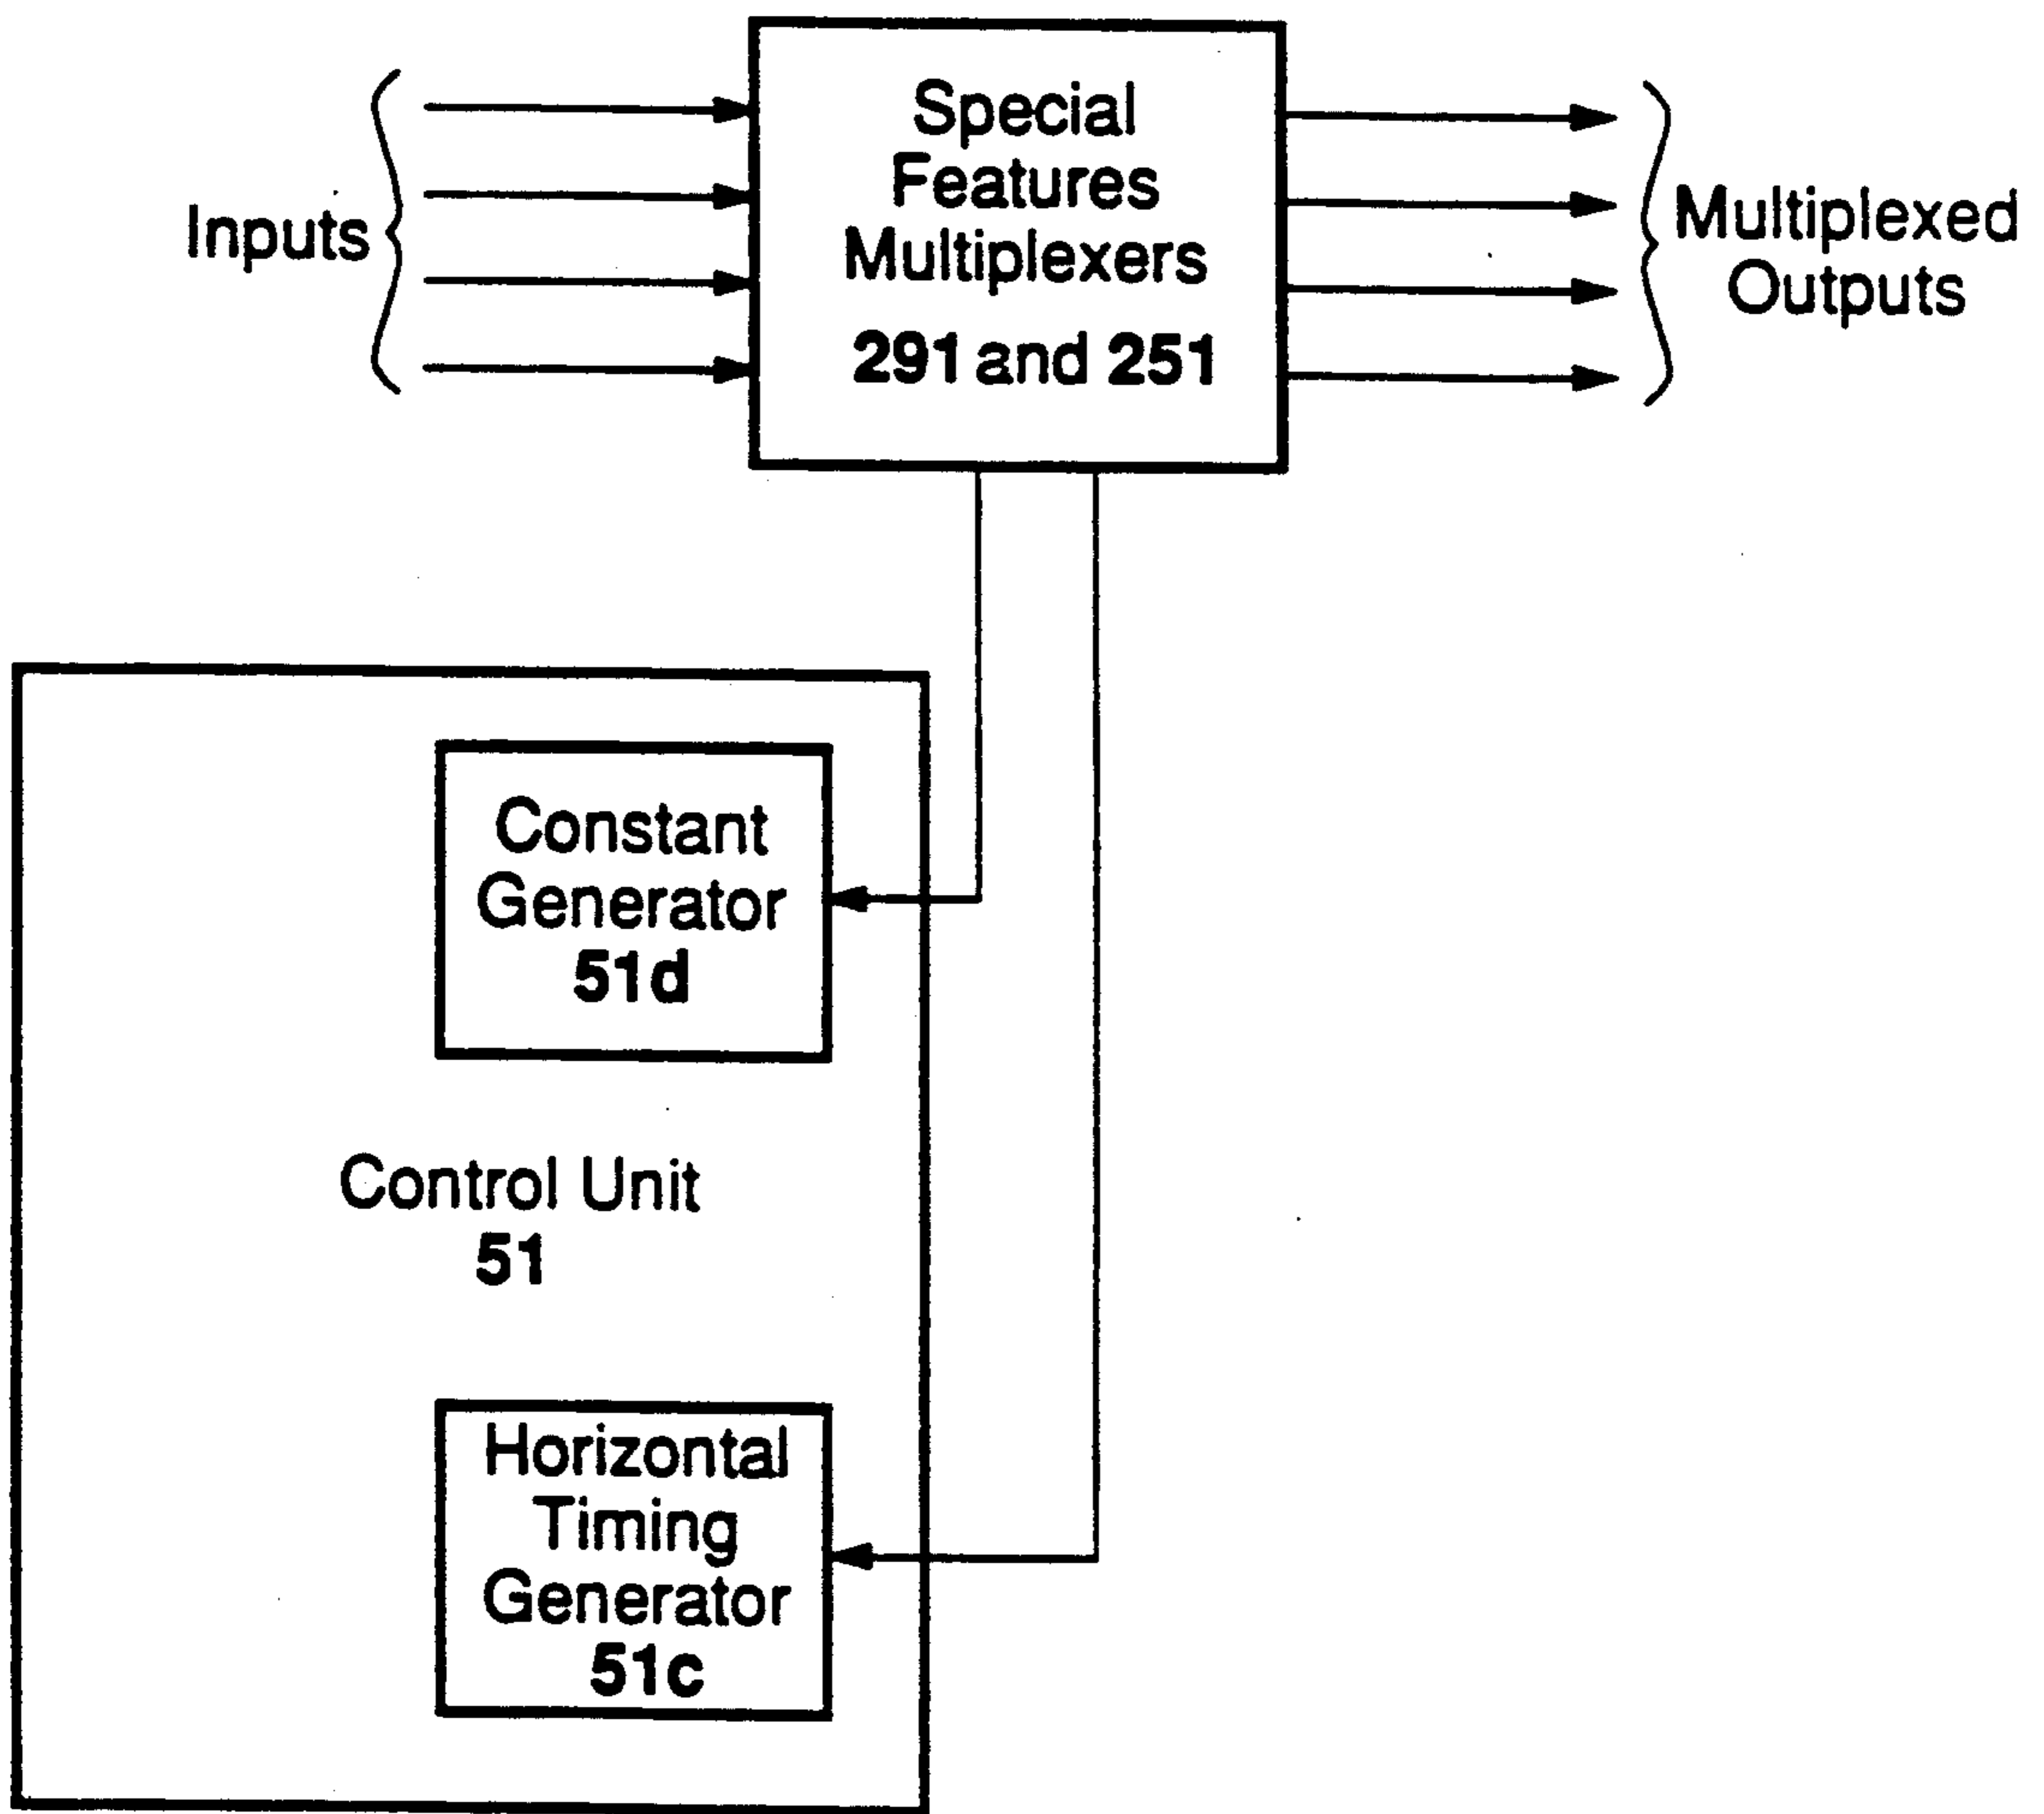 Special
Features
Multiplexers
291 and 251
Inputs
Multiplexed
Outputs
Constant
Generator
51d
Control Unit
51
Horizontal
Timing
Generator
51c